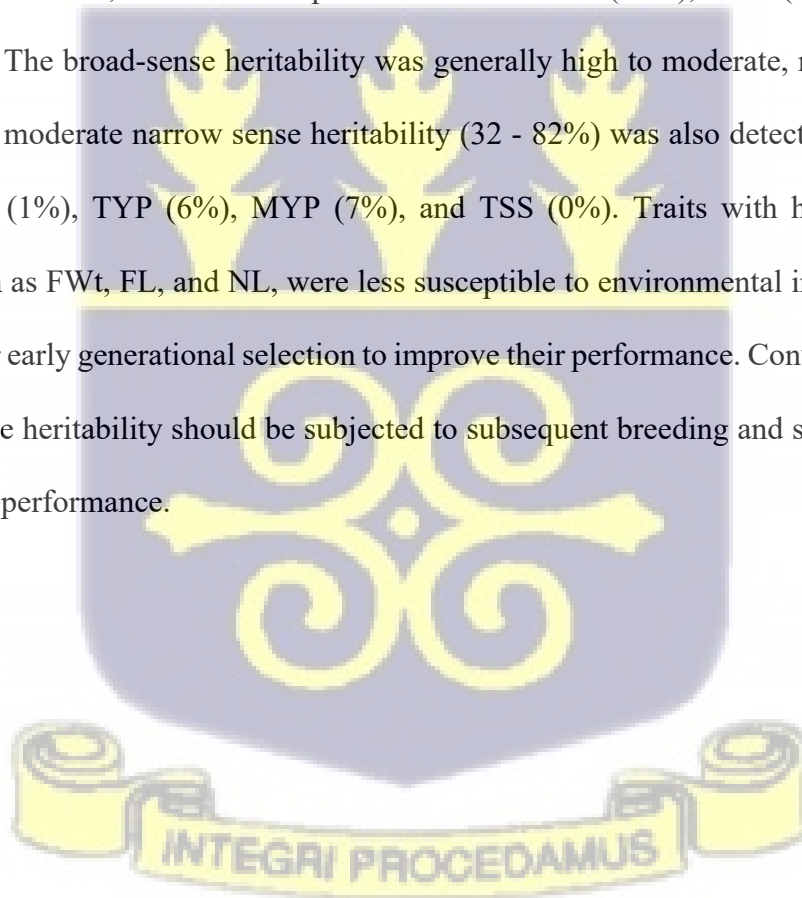 The broad-sense heritability was generally high to moderate,
moderate narrow sense heritability (32 - 82%) was also
(1%), TYP (6%), MYP (7%), and TSS (0%). Traits with
as FWt, FL, and NL, were less susceptible to environmental
early generational selection to improve their performance.
heritability should be subjected to subsequent breeding and
performance.
INTEGRI PROCEDAMUS